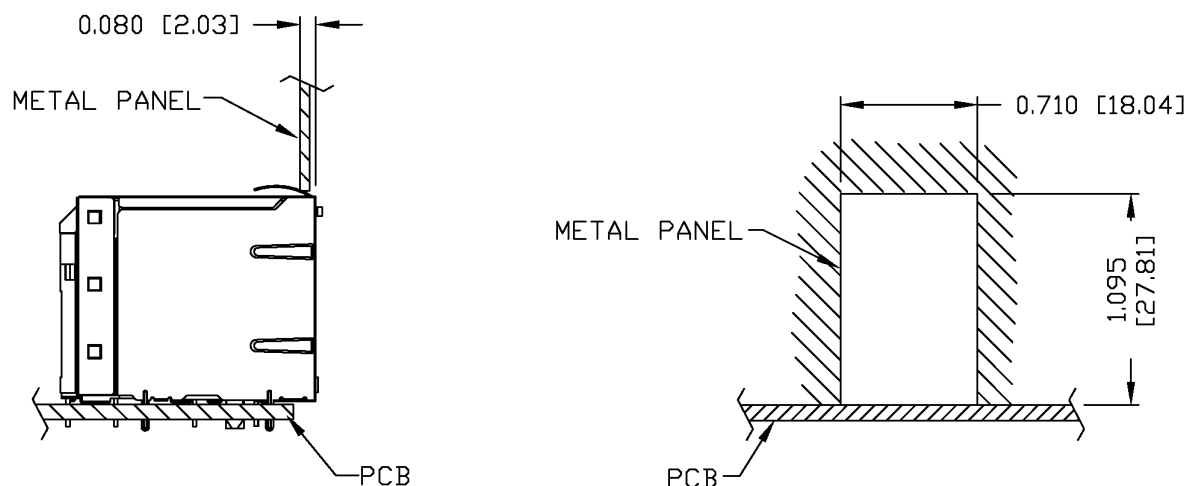 0.080 [2.03]
METAL PANEL
PCB
0.710 [18.04]
METAL PANEL
1.095
[27.81]
PCB